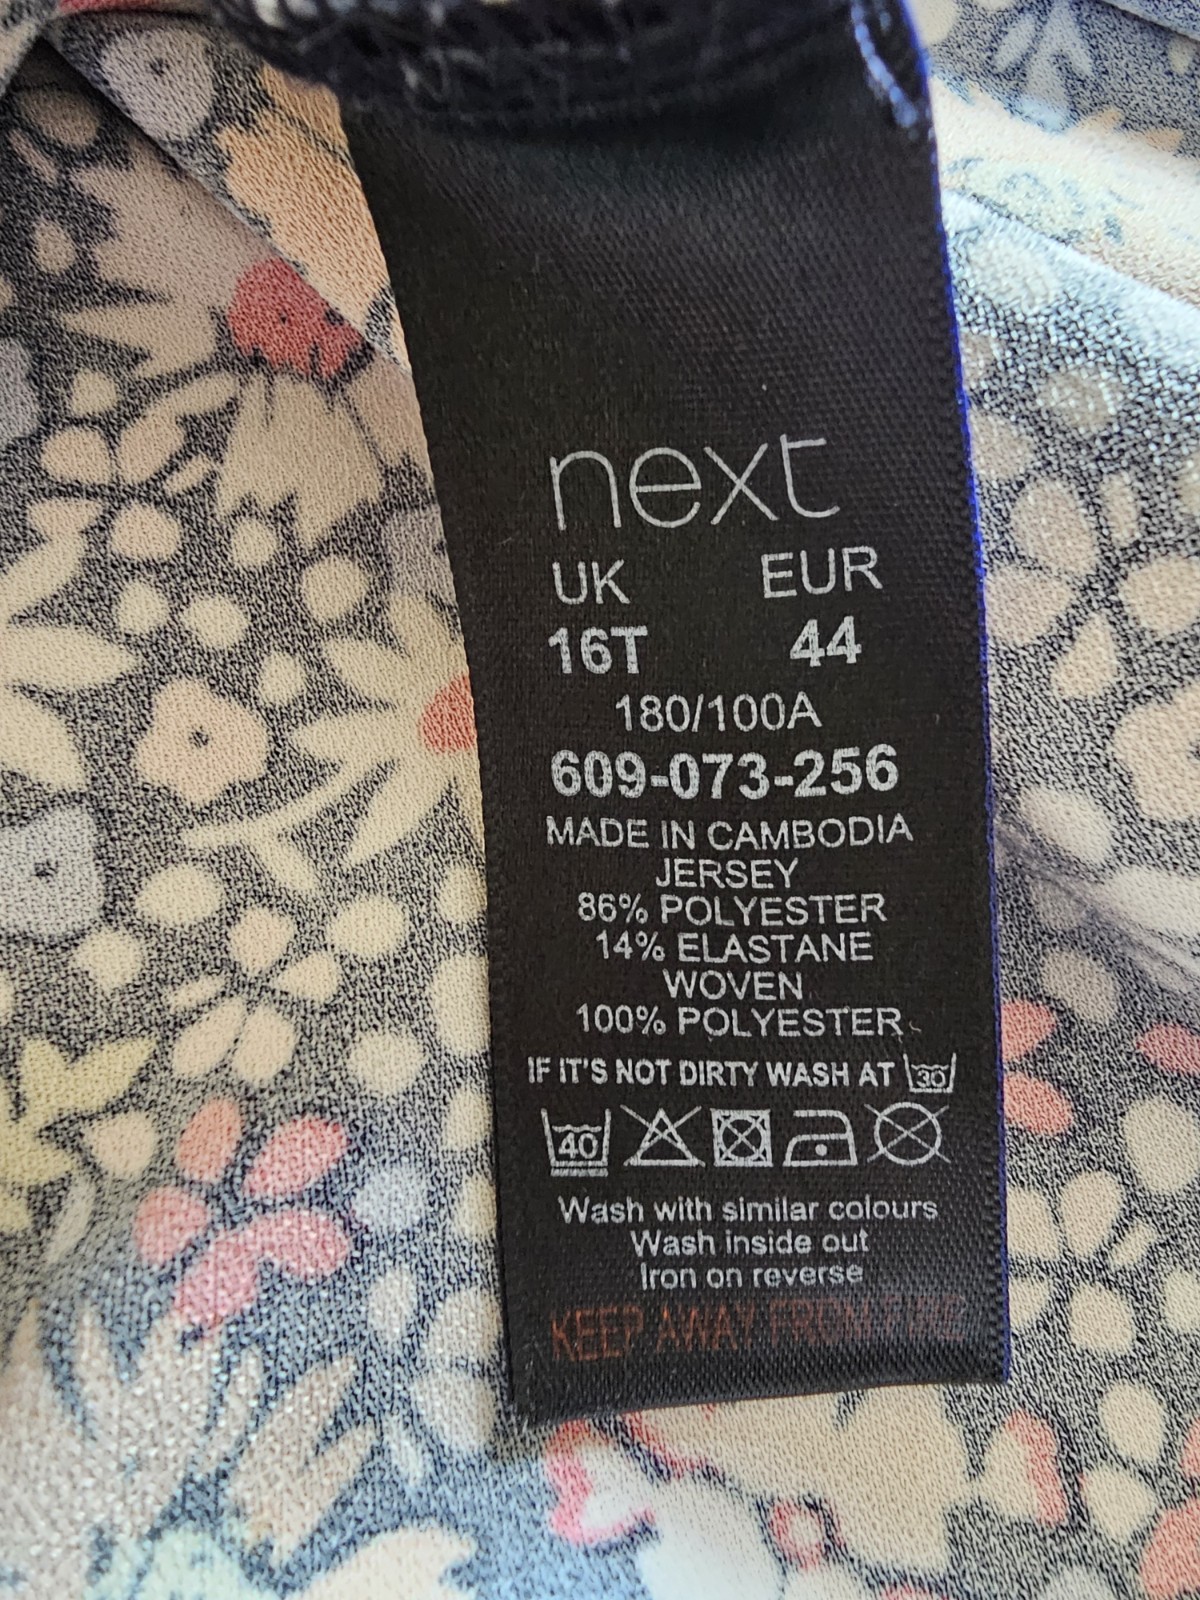 next
UK EUR
16T 44
180/100A
609-073-256
MADE IN CAMBODIA
JERSEY
86% POLYESTER
14% ELASTANE
WOVEN
100% POLYESTER
IF IT'S NOT DIRTY WASH AT 30
40
Wash with similar colours
Wash inside out
Iron on reverse
KEEP AWAY FROM FIRE